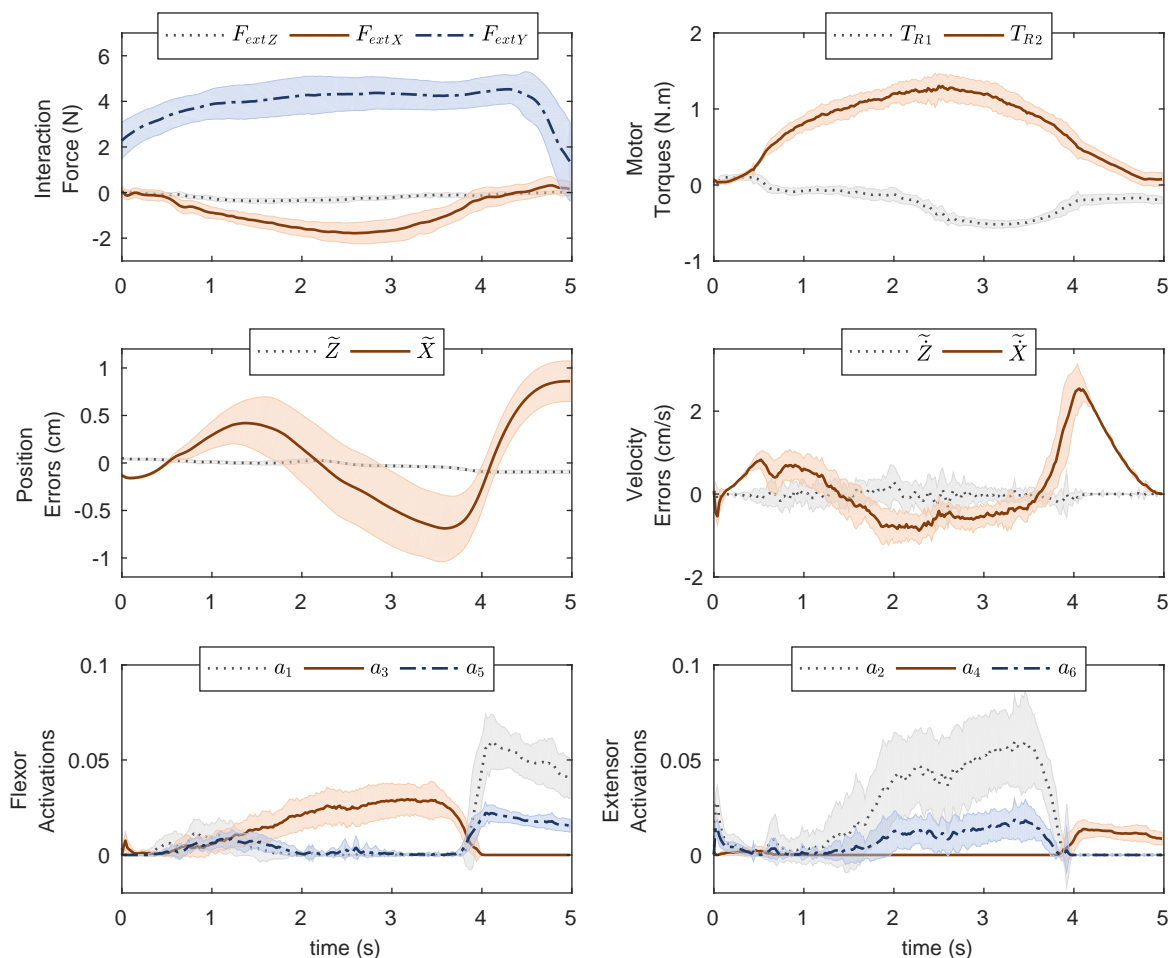 F_extZ F_extX F_extY
6
4
2
0
-2
Interaction
Force (N)
0 1 2 3 4 5
T_R1 T_R2
2
1
0
-1
Motor
Torques (N.m)
0 1 2 3 4 5
Z̃ X̃
1
0.5
0
-0.5
-1
Position
Errors (cm)
0 1 2 3 4 5
Ż̃ Ẋ̃
2
0
-2
Velocity
Errors (cm/s)
0 1 2 3 4 5
a_1 a_3 a_5
0.1
0.05
0
Flexor
Activations
0 1 2 3 4 5
time (s)
a_2 a_4 a_6
0.1
0.05
0
Extensor
Activations
0 1 2 3 4 5
time (s)